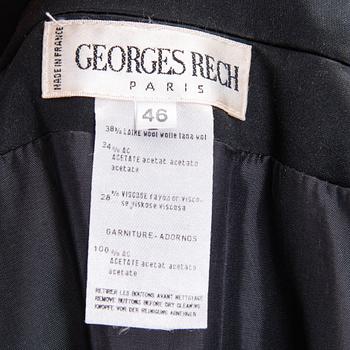 MADE IN FRANCE
GEORGES RECH
PARIS
46
38% LAINE wool wolle lana wol
34% AC
ACETATE acetat acetato
acetate
28% VISCOSE rayon or visco-
se viskose viscosa
GARNITURE-ADORNOS
100% AC
ACETATE acetat acetato
acetate
RETIRER LES BOUTONS AVANT NETTOYAGE
REMOVE BUTTONS BEFORE DRY CLEANING
KNOPFE VOR DER REINIGUNG ABNEHMEN